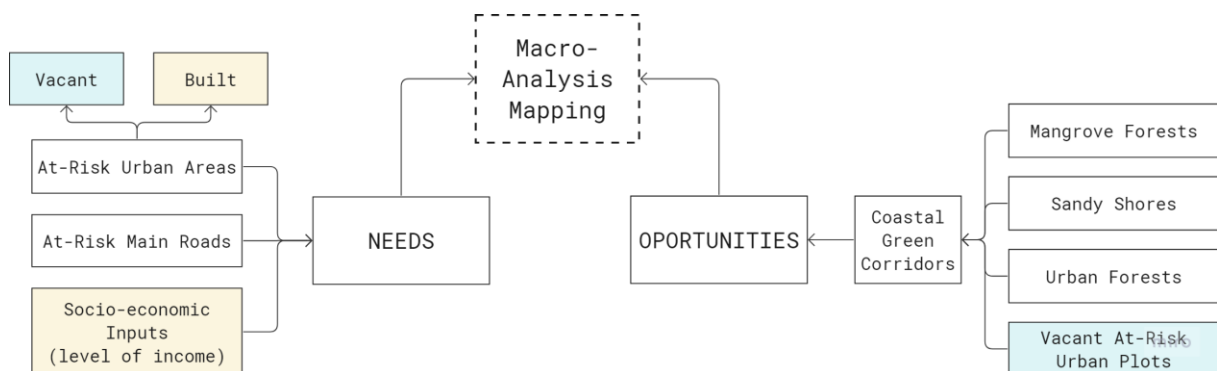 Macro-
Analysis
Mapping
Vacant
Built
At-Risk Urban Areas
At-Risk Main Roads
Socio-economic
Inputs
(level of income)
NEEDS
OPORTUNITIES
Coastal
Green
Corridors
Mangrove Forests
Sandy Shores
Urban Forests
Vacant At-Risk
Urban Plots
miro